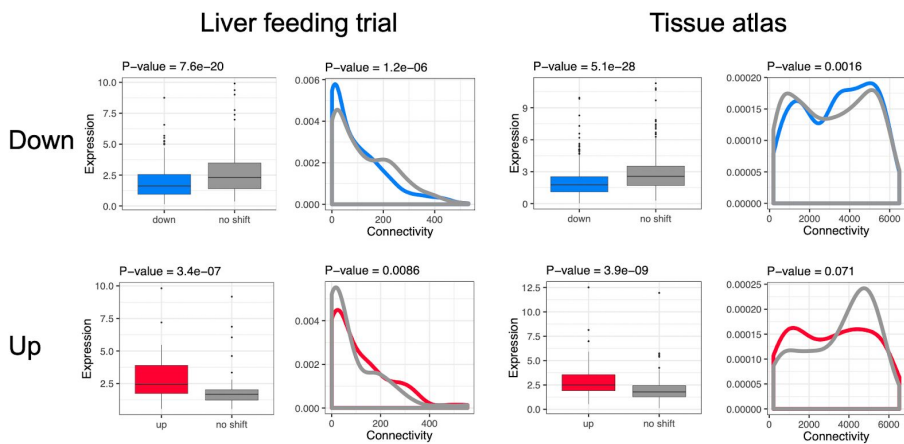 Liver feeding trial
Tissue atlas
Down
P-value = 7.6e-20
Expression
10.0
7.5
5.0
2.5
0.0
down
no shift
P-value = 1.2e-06
0.006
0.004
0.002
0.000
0
200
400
Connectivity
P-value = 5.1e-28
Expression
9
6
3
0
down
no shift
P-value = 0.0016
0.00020
0.00015
0.00010
0.00005
0.00000
0
2000
4000
6000
Connectivity
Up
P-value = 3.4e-07
Expression
10.0
7.5
5.0
2.5
up
no shift
P-value = 0.0086
0.004
0.002
0.000
0
200
400
Connectivity
P-value = 3.9e-09
Expression
12.5
10.0
7.5
5.0
2.5
0.0
up
no shift
P-value = 0.071
0.00025
0.00020
0.00015
0.00010
0.00005
0.00000
0
2000
4000
6000
Connectivity